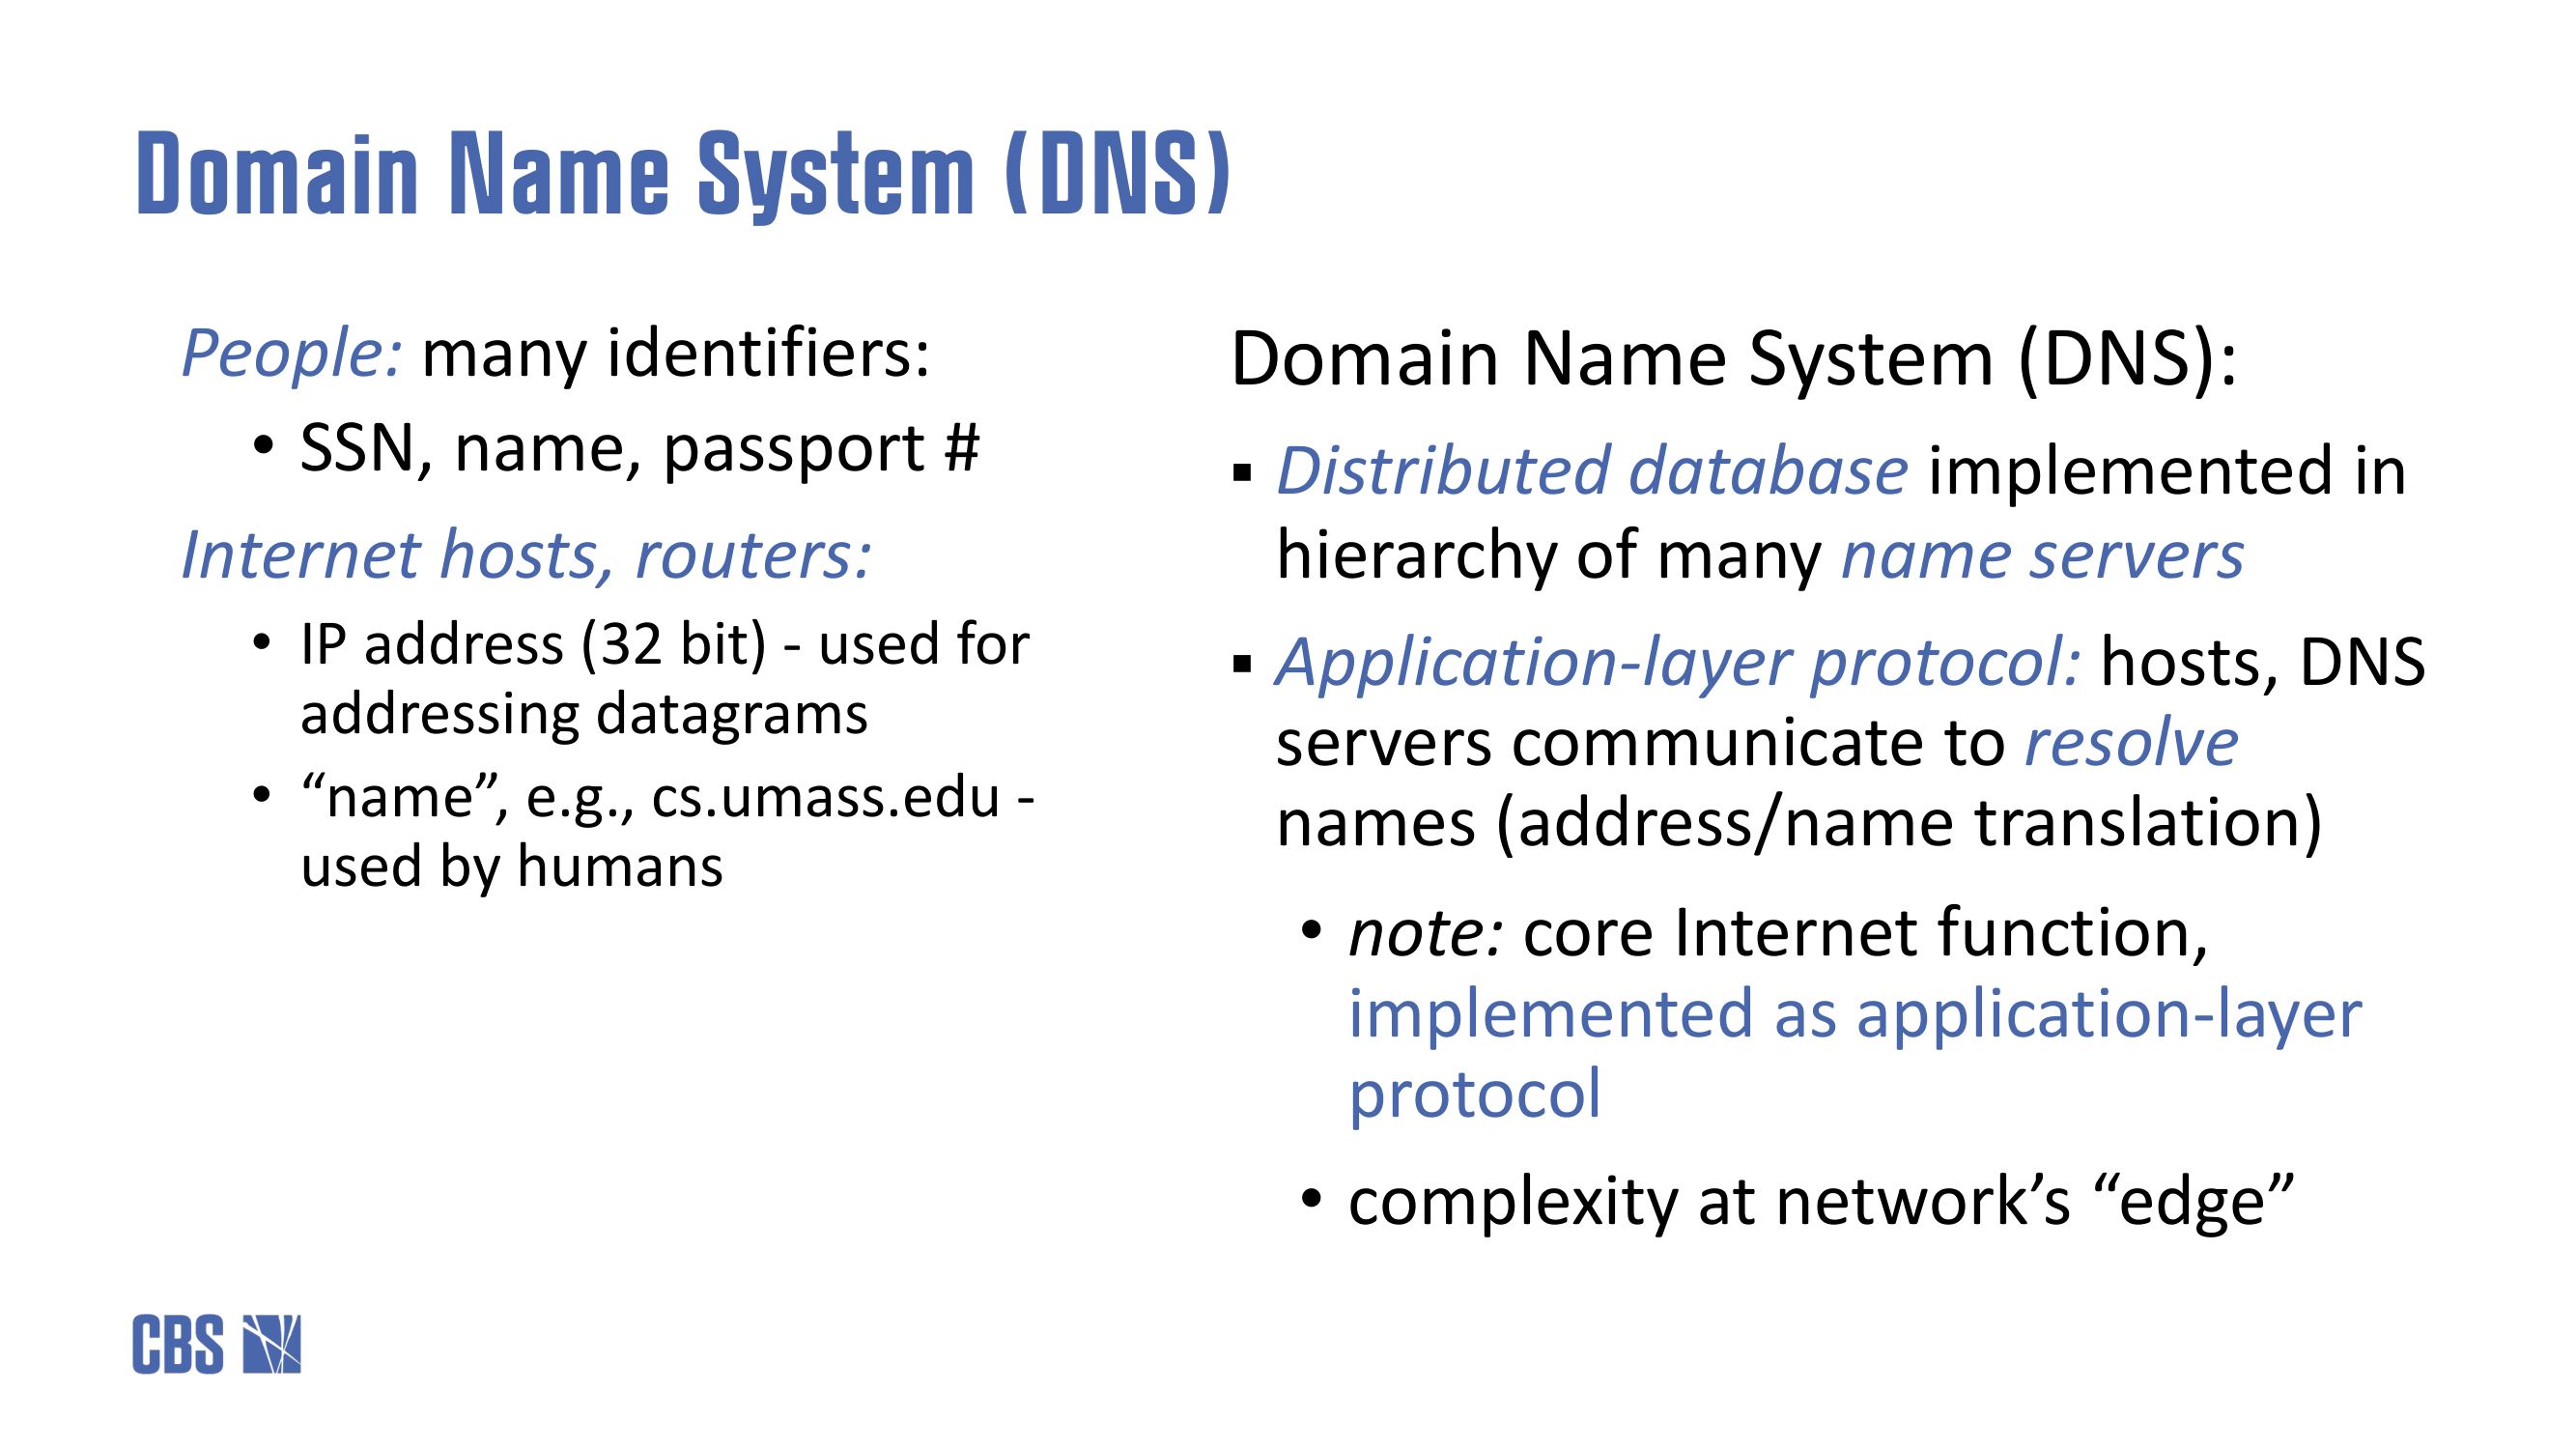 Domain Name System (DNS)
People: many identifiers:
• SSN, name, passport #
Internet hosts, routers:
• IP address (32 bit) - used for
addressing datagrams
• “name”, e.g., cs.umass.edu -
used by humans
Domain Name System (DNS):
▪ Distributed database implemented in
hierarchy of many name servers
▪ Application-layer protocol: hosts, DNS
servers communicate to resolve
names (address/name translation)
• note: core Internet function,
implemented as application-layer
protocol
• complexity at network’s “edge”
CBS